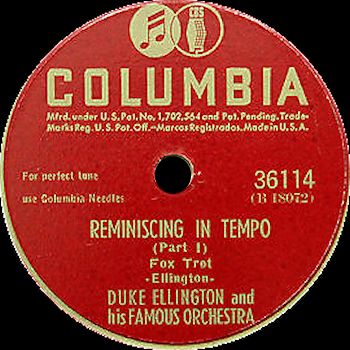 CBS
COLUMBIA
Mfrd. under U.S. Pat. No. 1,702,564 and Pat. Pending. Trade-
Marks Reg. U.S. Pat. Off.-Marcas Registradas. Made in U.S.A.
For perfect tone
use Columbia Needles
36114
(B 18072)
REMINISCING IN TEMPO
(Part 1)
Fox Trot
-Ellington-
DUKE ELLINGTON and
his FAMOUS ORCHESTRA